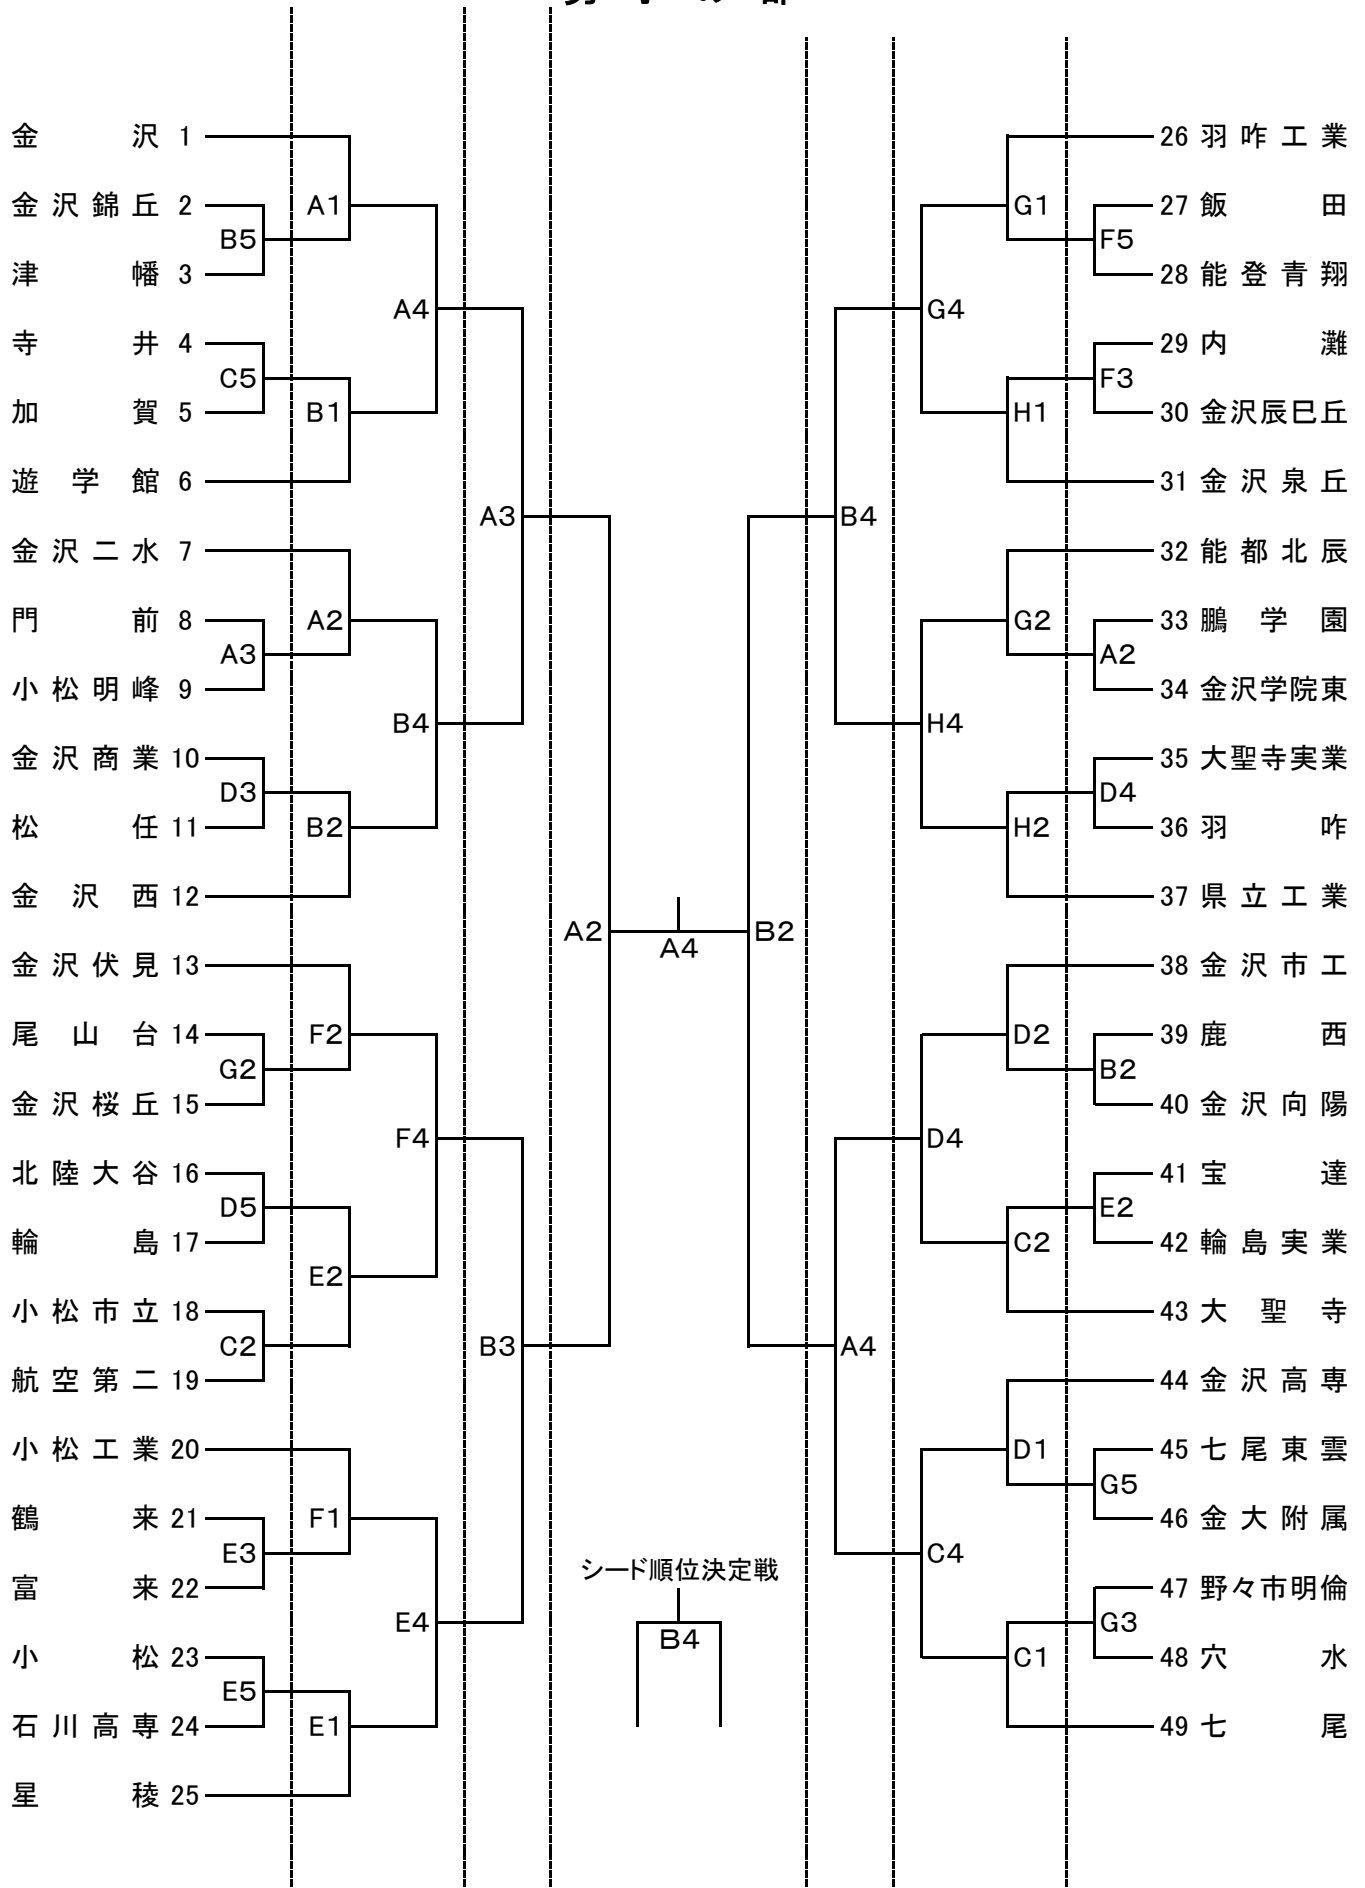 金沢 1
金沢錦丘 2
津幡 3
寺井 4
加賀 5
遊学館 6
金沢二水 7
門前 8
小松明峰 9
金沢商業 10
松任 11
金沢西 12
金沢伏見 13
尾山台 14
金沢桜丘 15
北陸大谷 16
輪島 17
小松市立 18
航空第二 19
小松工業 20
鶴来 21
富来 22
小松 23
石川高専 24
星稜 25
B5
C5
A3
D3
G2
D5
C2
E3
E5
A1
B1
A2
B2
F2
E2
F1
E1
A4
B4
F4
E4
A3
B3
A2
A4
B2
シード順位決定戦
B4
B4
A4
G4
H4
D4
C4
G1
H1
G2
H2
D2
C2
D1
C1
F5
F3
A2
D4
B2
E2
G5
G3
26 羽咋工業
27 飯田
28 能登青翔
29 内灘
30 金沢辰巳丘
31 金沢泉丘
32 能都北辰
33 鵬学園
34 金沢学院東
35 大聖寺実業
36 羽咋
37 県立工業
38 金沢市工
39 鹿西
40 金沢向陽
41 宝達
42 輪島実業
43 大聖寺
44 金沢高専
45 七尾東雲
46 金大附属
47 野々市明倫
48 穴水
49 七尾